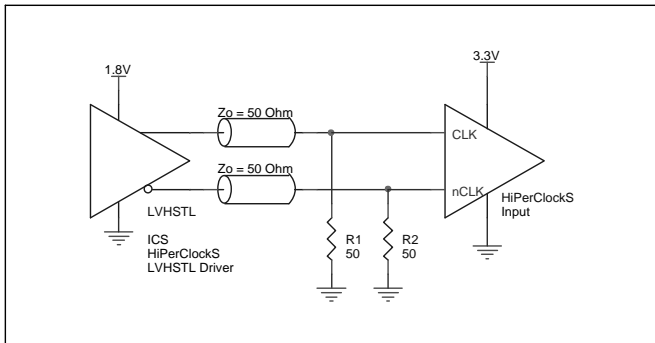 1.8V
3.3V
Zo = 50 Ohm
CLK
Zo = 50 Ohm
nCLK
LVHSTL
HiPerClockS
Input
ICS
HiPerClockS
LVHSTL Driver
R1
50
R2
50